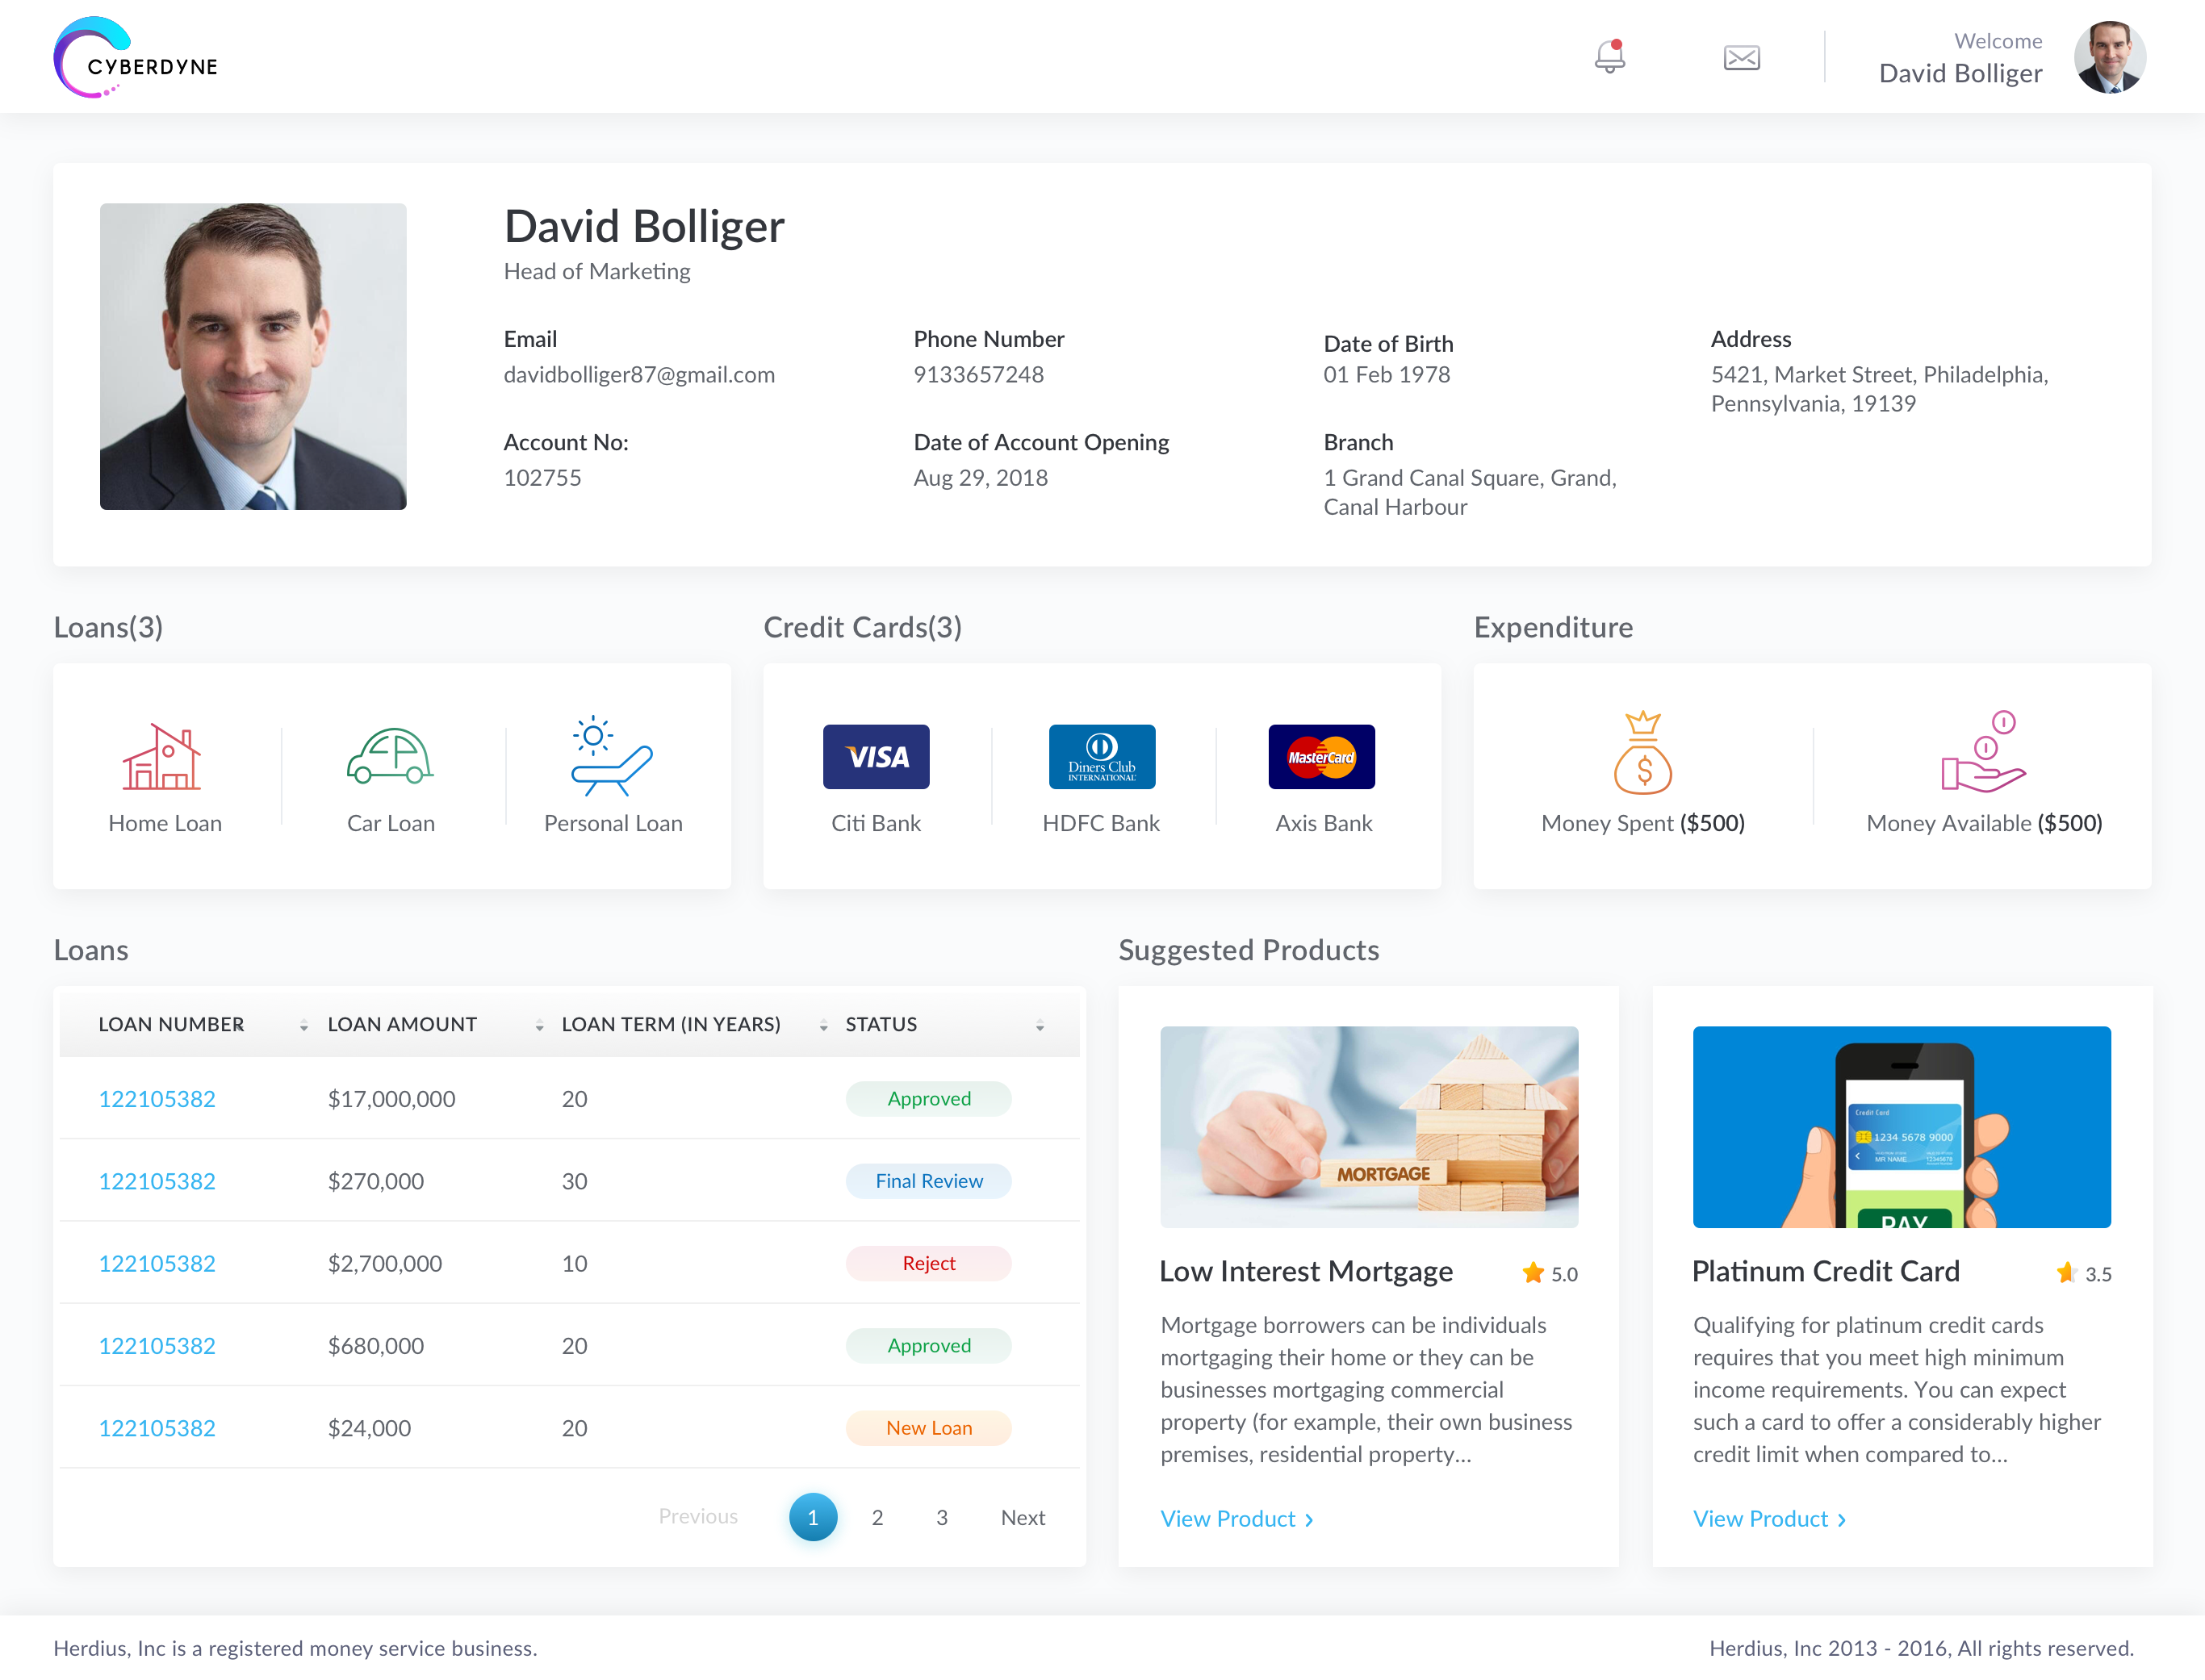 CYBERDYNE
Welcome
David Bolliger
David Bolliger
Head of Marketing
Email
davidbolliger87@gmail.com
Phone Number
9133657248
Date of Birth
01 Feb 1978
Address
5421, Market Street, Philadelphia,
Pennsylvania, 19139
Account No:
102755
Date of Account Opening
Aug 29, 2018
Branch
1 Grand Canal Square, Grand,
Canal Harbour
Loans(3)
Home Loan
Car Loan
Personal Loan
Credit Cards(3)
VISA
Citi Bank
Diners Club
INTERNATIONAL
HDFC Bank
MasterCard
Axis Bank
Expenditure
Money Spent ($500)
Money Available ($500)
Loans
LOAN NUMBER LOAN AMOUNT LOAN TERM (IN YEARS) STATUS
122105382 $17,000,000 20 Approved
122105382 $270,000 30 Final Review
122105382 $2,700,000 10 Reject
122105382 $680,000 20 Approved
122105382 $24,000 20 New Loan
Previous 1 2 3 Next
Suggested Products
MORTGAGE
Low Interest Mortgage 5.0
Mortgage borrowers can be individuals
mortgaging their home or they can be
businesses mortgaging commercial
property (for example, their own business
premises, residential property...
View Product
Credit Card
1234 5678 9000
MR NAME
12345678
PAY
Platinum Credit Card 3.5
Qualifying for platinum credit cards
requires that you meet high minimum
income requirements. You can expect
such a card to offer a considerably higher
credit limit when compared to...
View Product
Herdius, Inc is a registered money service business.
Herdius, Inc 2013 - 2016, All rights reserved.